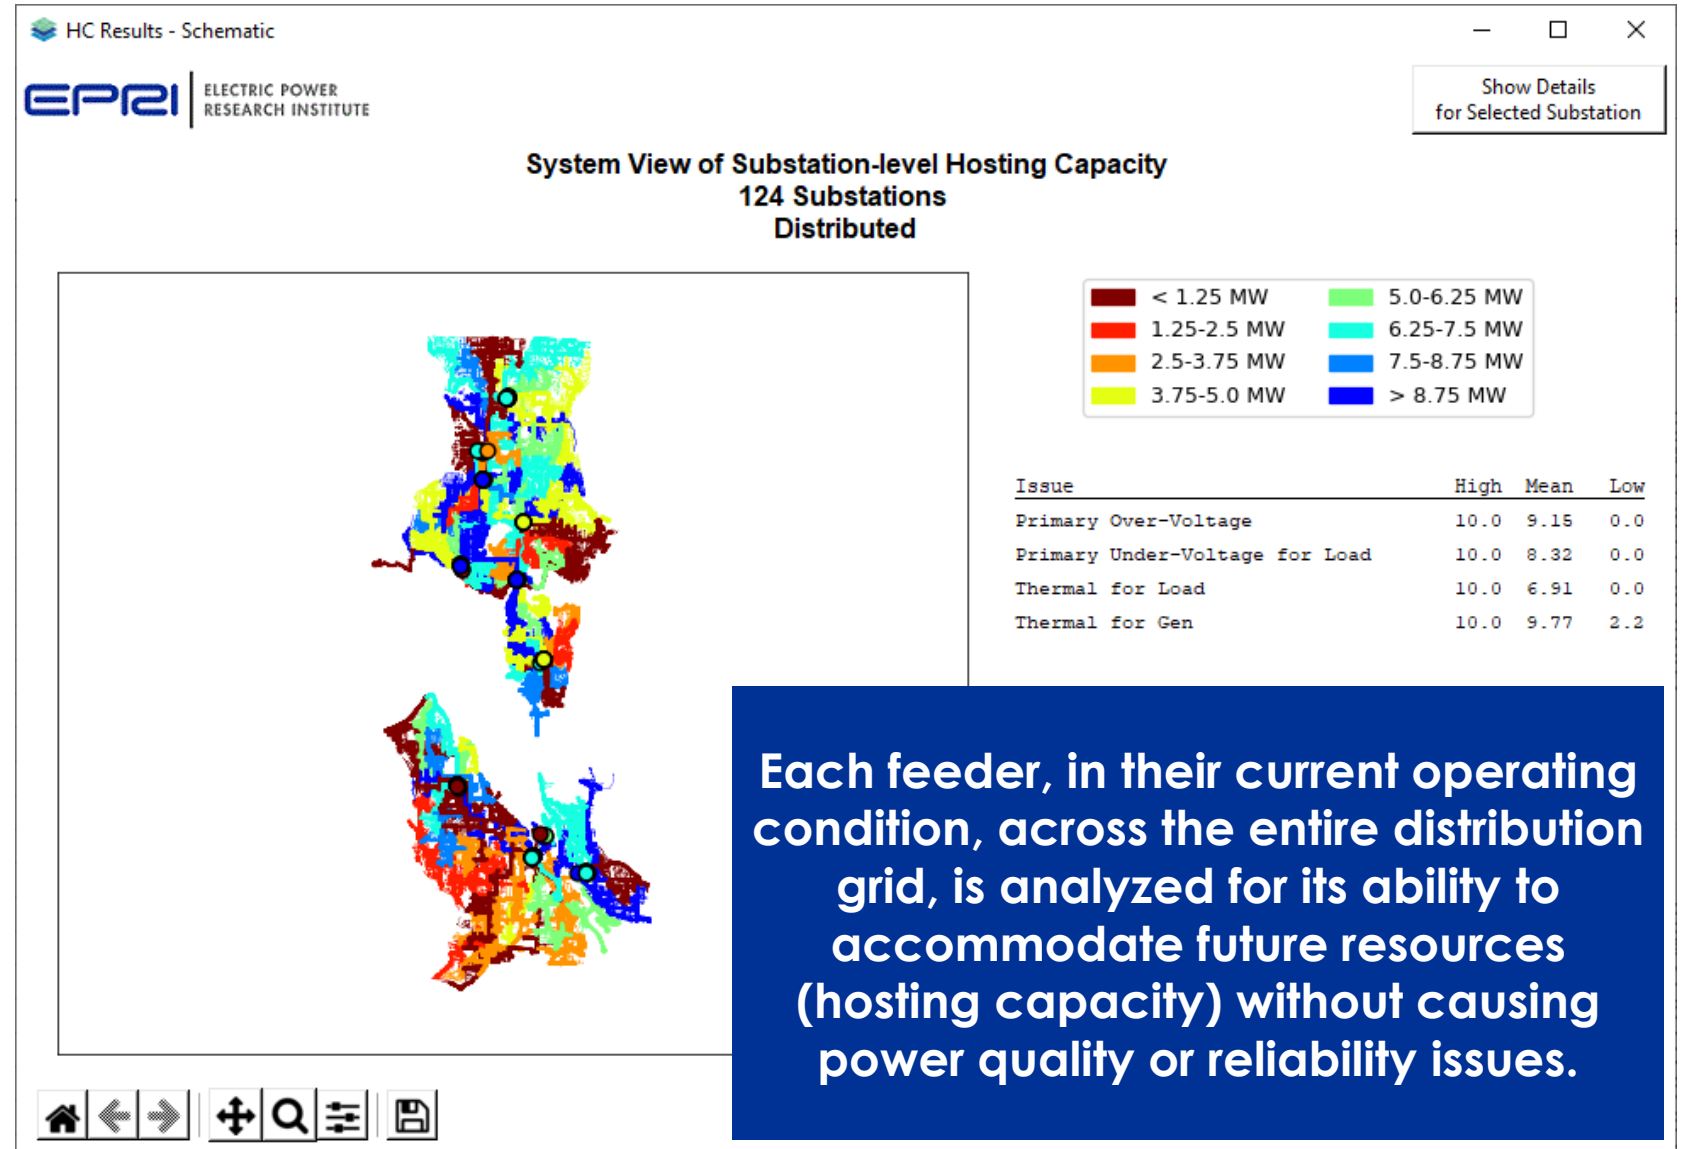 HC Results - Schematic
EPRI
ELECTRIC POWER
RESEARCH INSTITUTE
Show Details
for Selected Substation
System View of Substation-level Hosting Capacity
124 Substations
Distributed
< 1.25 MW
5.0-6.25 MW
1.25-2.5 MW
6.25-7.5 MW
2.5-3.75 MW
7.5-8.75 MW
3.75-5.0 MW
> 8.75 MW
Issue High Mean Low
Primary Over-Voltage 10.0 9.15 0.0
Primary Under-Voltage for Load 10.0 8.32 0.0
Thermal for Load 10.0 6.91 0.0
Thermal for Gen 10.0 9.77 2.2
Each feeder, in their current operating
condition, across the entire distribution
grid, is analyzed for its ability to
accommodate future resources
(hosting capacity) without causing
power quality or reliability issues.